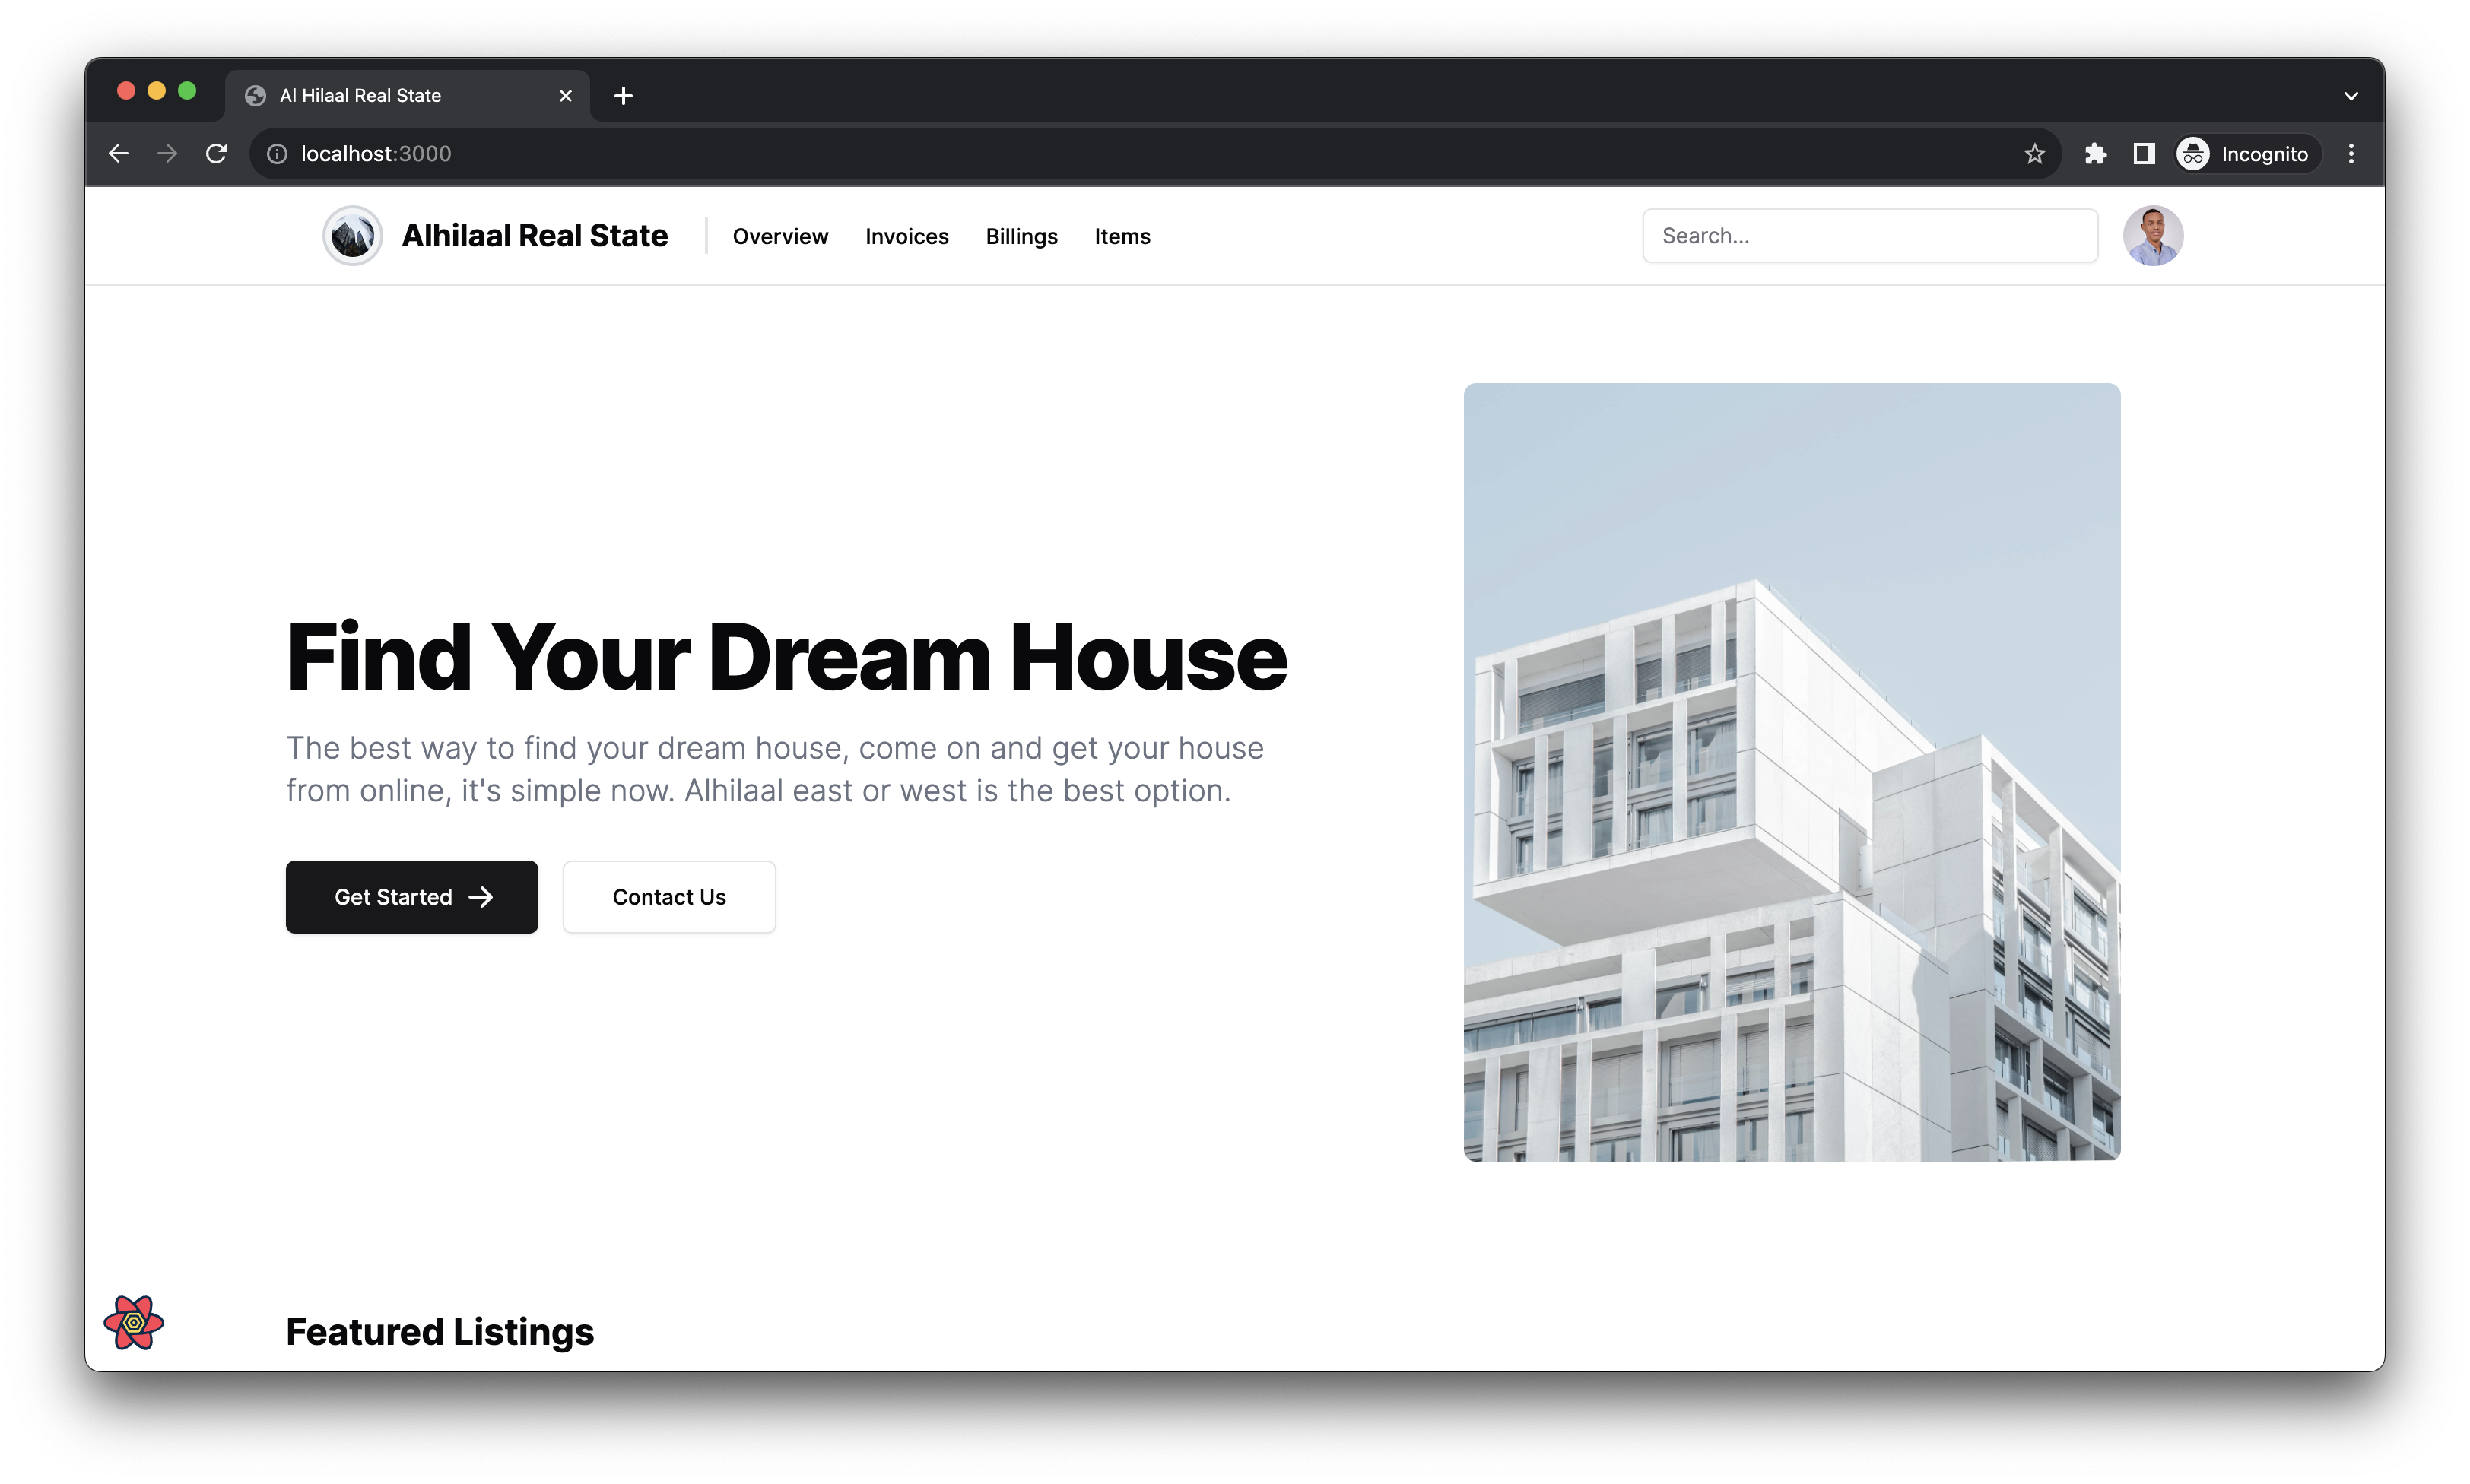 Al Hilaal Real State
localhost:3000
Incognito
Alhilaal Real State
Overview
Invoices
Billings
Items
Search...
Find Your Dream House
The best way to find your dream house, come on and get your house
from online, it's simple now. Alhilaal east or west is the best option.
Get Started
Contact Us
Featured Listings